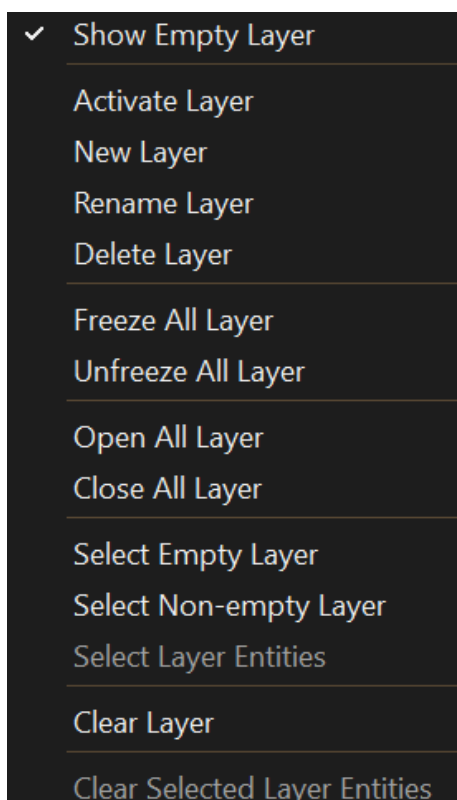 Show Empty Layer
Activate Layer
New Layer
Rename Layer
Delete Layer
Freeze All Layer
Unfreeze All Layer
Open All Layer
Close All Layer
Select Empty Layer
Select Non-empty Layer
Select Layer Entities
Clear Layer
Clear Selected Layer Entities